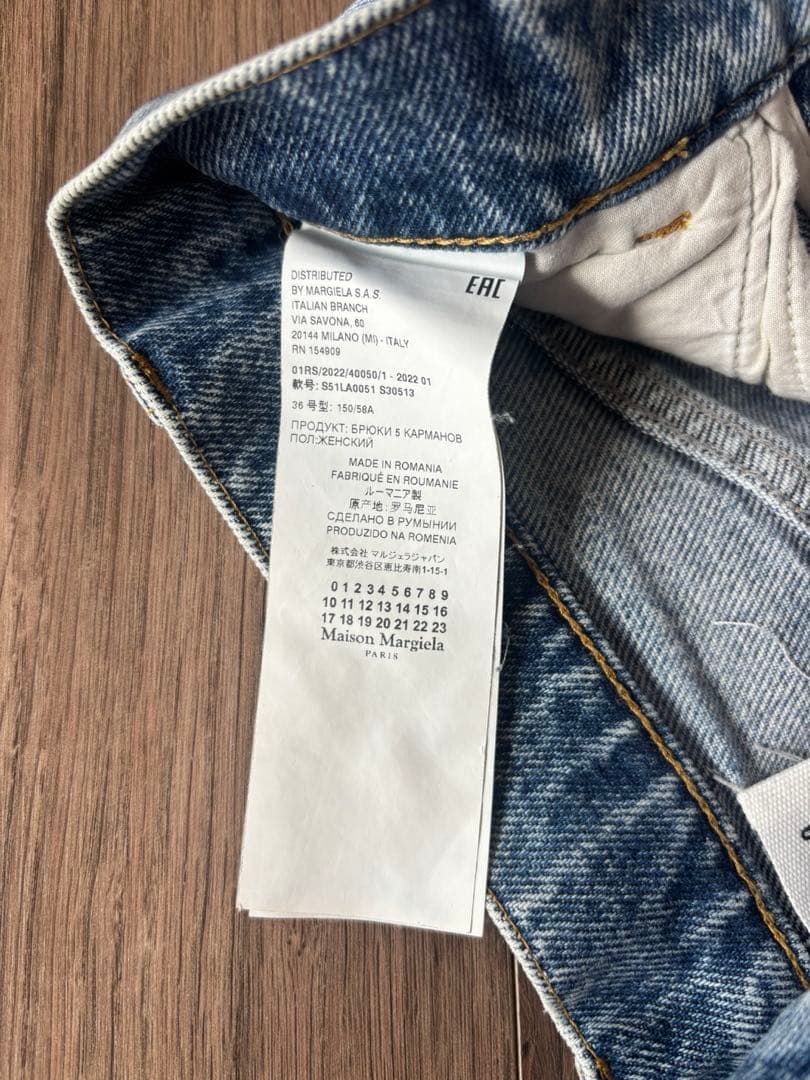 DISTRIBUTED
BY MARGIELA S.A.S.
ITALIAN BRANCH
VIA SAVONA, 60
20144 MILANO (MI) - ITALY
RN 154909
EAC
01RS/2022/40050/1 - 2022 01
款号: S51LA0051 S30513
36 号型: 150/58A
ПРОДУКТ: БРЮКИ 5 КАРМАНОВ
ПОЛ:ЖЕНСКИЙ
MADE IN ROMANIA
FABRIQUÉ EN ROUMANIE
ルーマニア製
原产地: 罗马尼亚
СДЕЛАНО В РУМЫНИИ
PRODUZIDO NA ROMENIA
株式会社 マルジェラジャパン
東京都渋谷区恵比寿南1-15-1
0 1 2 3 4 5 6 7 8 9
10 11 12 13 14 15 16
17 18 19 20 21 22 23
Maison Margiela
PARIS